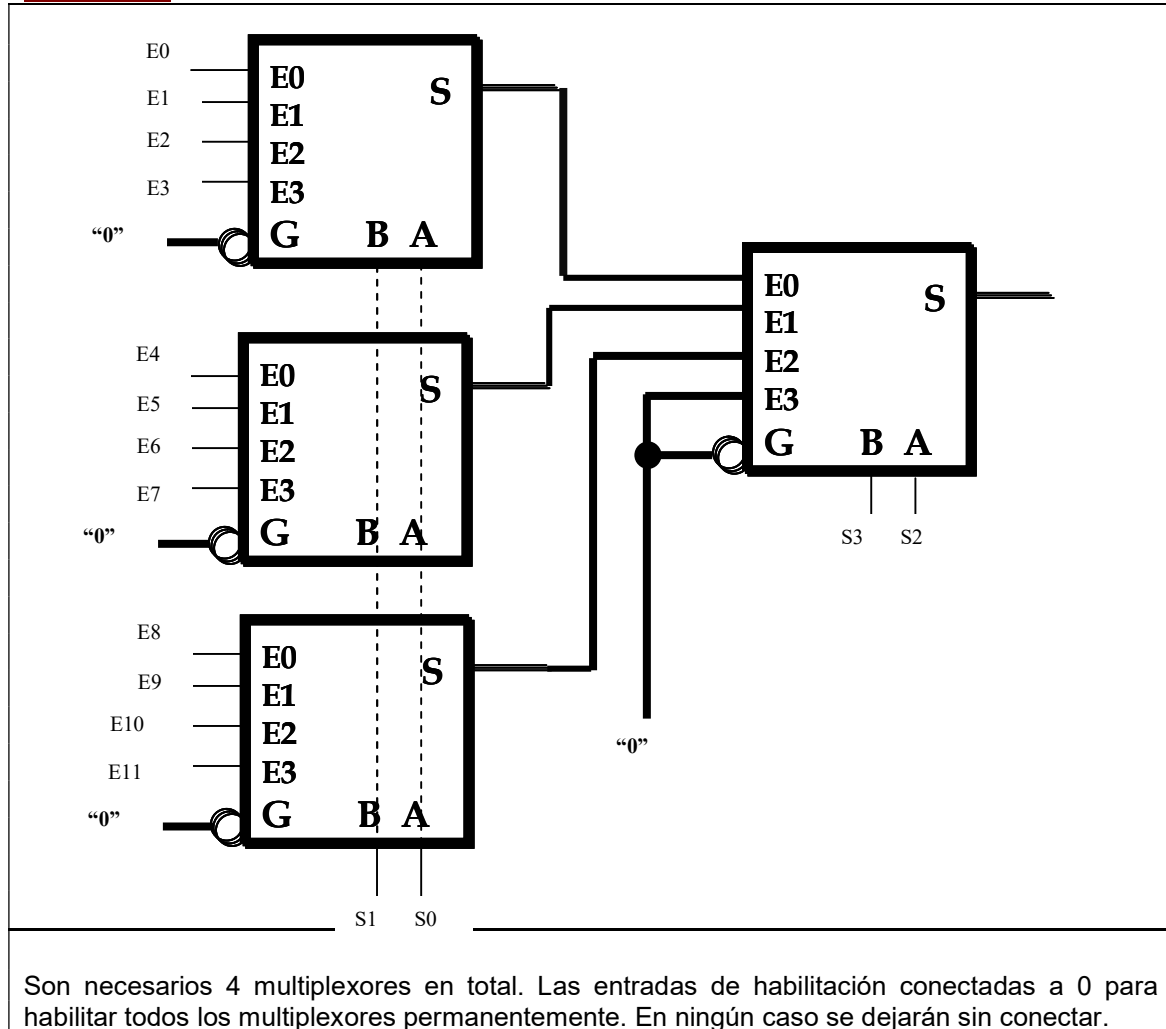 E0
E1
E2
E3
“0”
E0
E1
E2
E3
G B A
S
E4
E5
E6
E7
“0”
E0
E1
E2
E3
G B A
S
E8
E9
E10
E11
“0”
E0
E1
E2
E3
G B A
S
S1 S0
E0
E1
E2
E3
G B A
S
S3 S2
“0”
Son necesarios 4 multiplexores en total. Las entradas de habilitación conectadas a 0 para
habilitar todos los multiplexores permanentemente. En ningún caso se dejarán sin conectar.